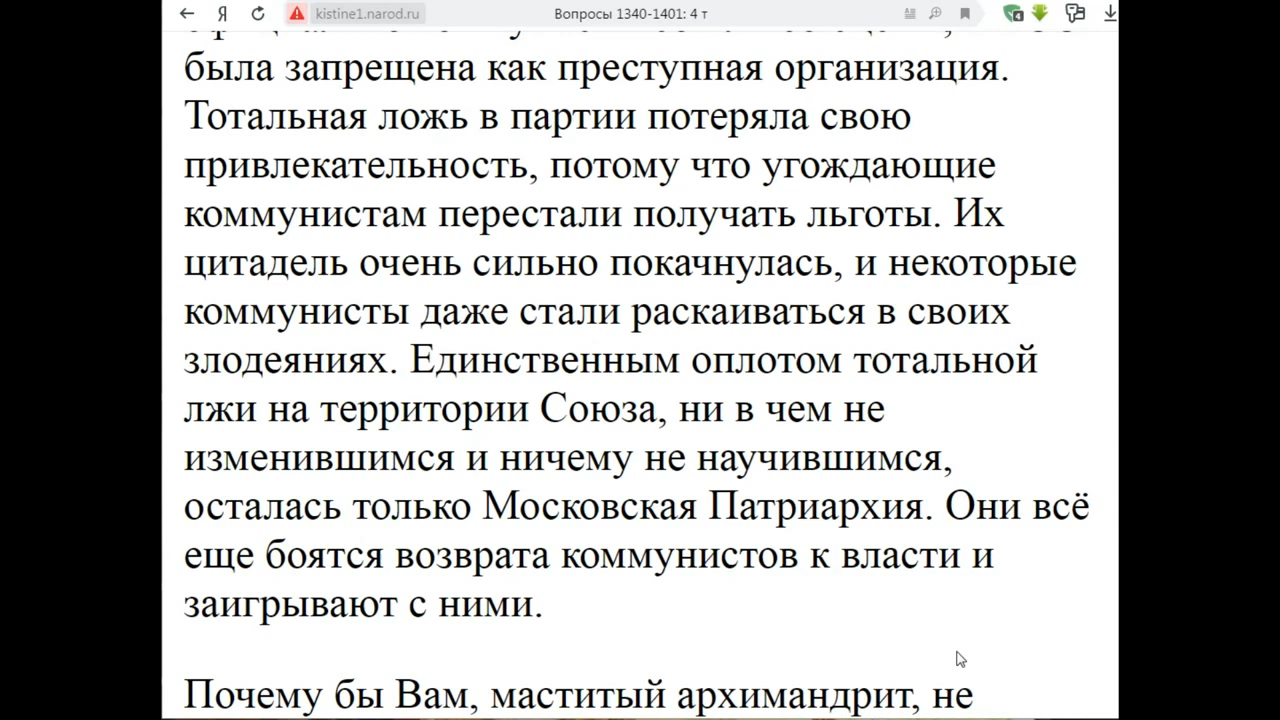 kistine1.narod.ru
Вопросы 1340-1401: 4 т
была запрещена как преступная организация.
Тотальная ложь в партии потеряла свою
привлекательность, потому что угождающие
коммунистам перестали получать льготы. Их
цитадель очень сильно покачнулась, и некоторые
коммунисты даже стали раскаиваться в своих
злодеяниях. Единственным оплотом тотальной
лжи на территории Союза, ни в чем не
изменившимся и ничему не научившимся,
осталась только Московская Патриархия. Они всё
еще боятся возврата коммунистов к власти и
заигрывают с ними.
Почему бы Вам, маститый архимандрит, не